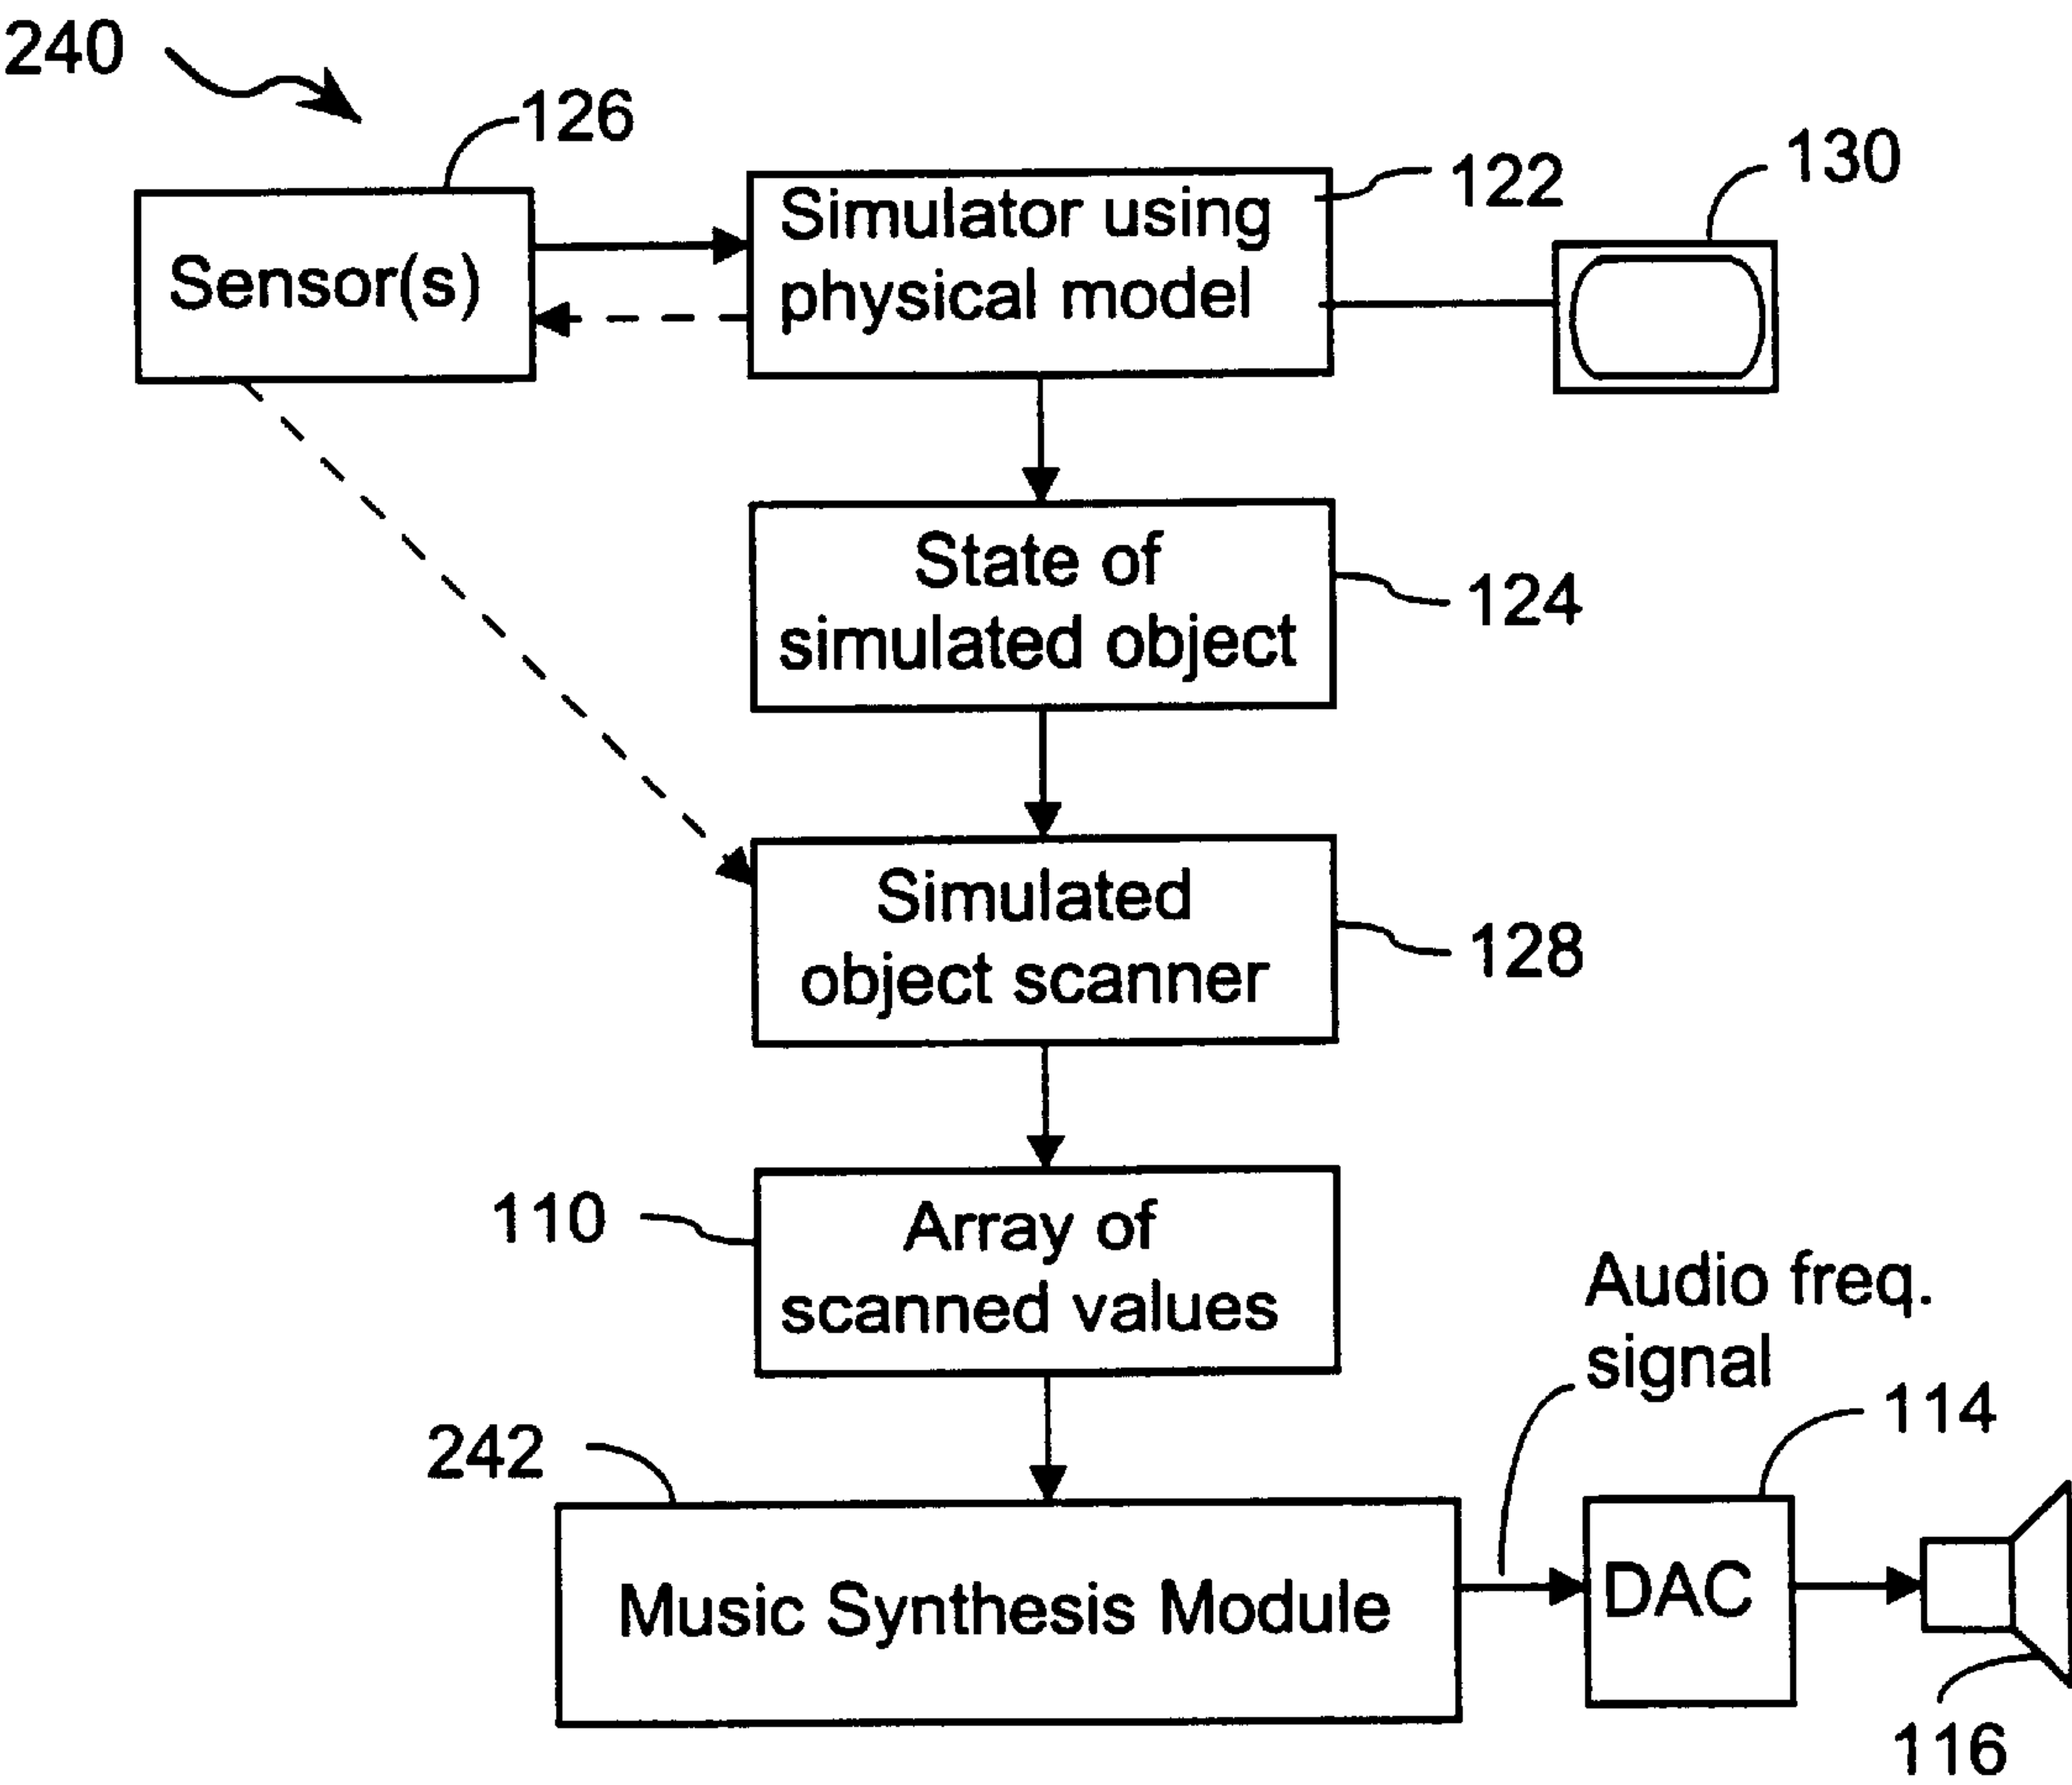 240
126
122
130
Sensor(s)
Simulator using
physical model
State of
simulated object
124
Simulated
object scanner
128
110
Array of
scanned values
Audio freq.
signal
114
242
Music Synthesis Module
DAC
116